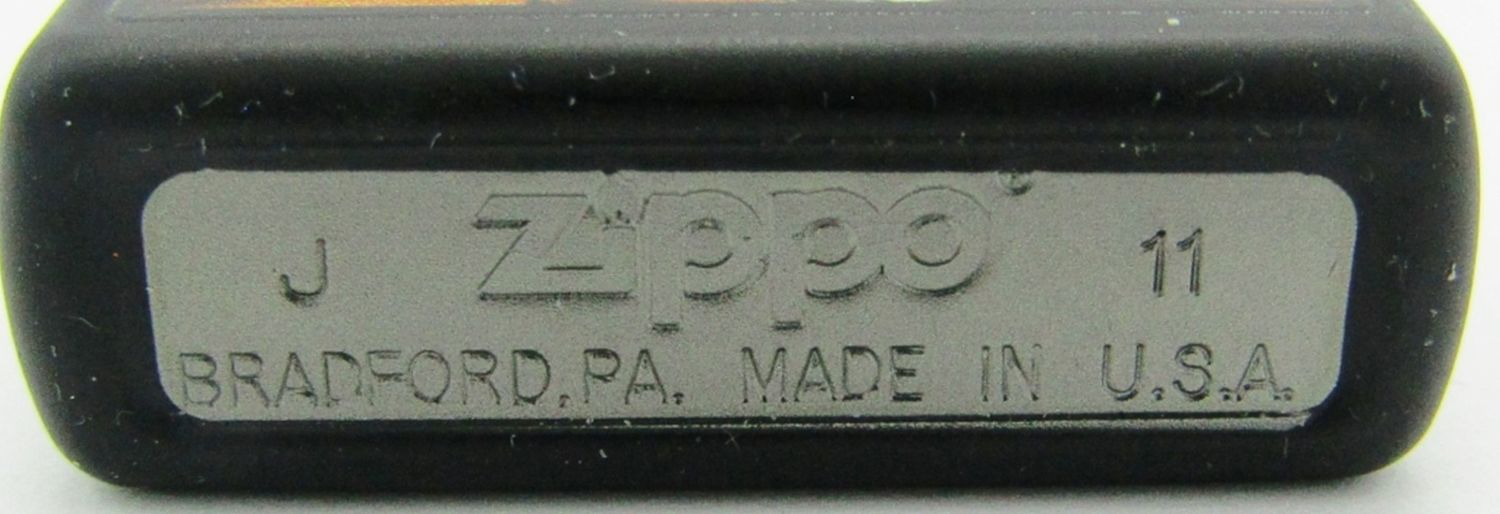 J Zippo® 11
BRADFORD, PA. MADE IN U.S.A.